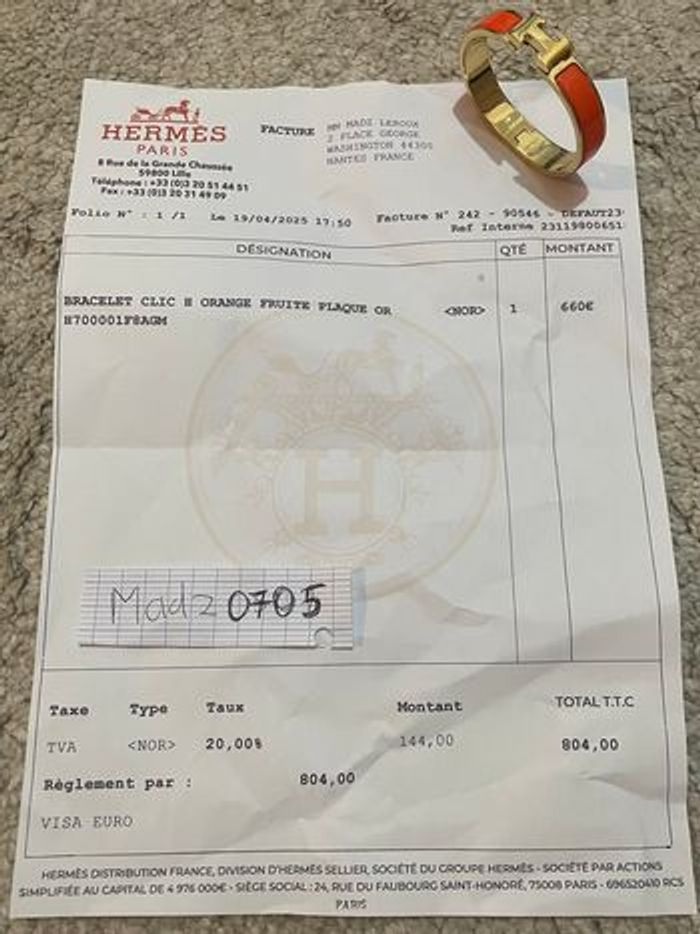 HERMÈS
PARIS
8 Rue de la Grande Chaussée
59800 Lille
Téléphone : +33 (0)3 20 51 44 51
Fax : +33 (0)3 20 31 49 09
FACTURE
MM MADI LEROUX
2 PLACE GEORGE
WASHINGTON 44300
NANTES FRANCE
Folio N° : 1 /1 Le 19/04/2025 17:50 Facture N° 242 - 90546 - DEFAUT23
Ref Interne 23119800651
DÉSIGNATION QTÉ MONTANT
BRACELET CLIC H ORANGE FRUITE PLAQUE OR <NOR> 1 660€
H700001F8AGM
H
Madz0705
Taxe Type Taux Montant TOTAL T.T.C
TVA <NOR> 20,00% 144,00 804,00
Règlement par : 804,00
VISA EURO
HERMÈS DISTRIBUTION FRANCE, DIVISION D'HERMÈS SELLIER, SOCIÉTÉ DU GROUPE HERMÈS - SOCIÉTÉ PAR ACTIONS
SIMPLIFIÉE AU CAPITAL DE 4 976 000€ - SIÈGE SOCIAL : 24, RUE DU FAUBOURG SAINT-HONORÉ, 75008 PARIS - 696520410 RCS
PARIS